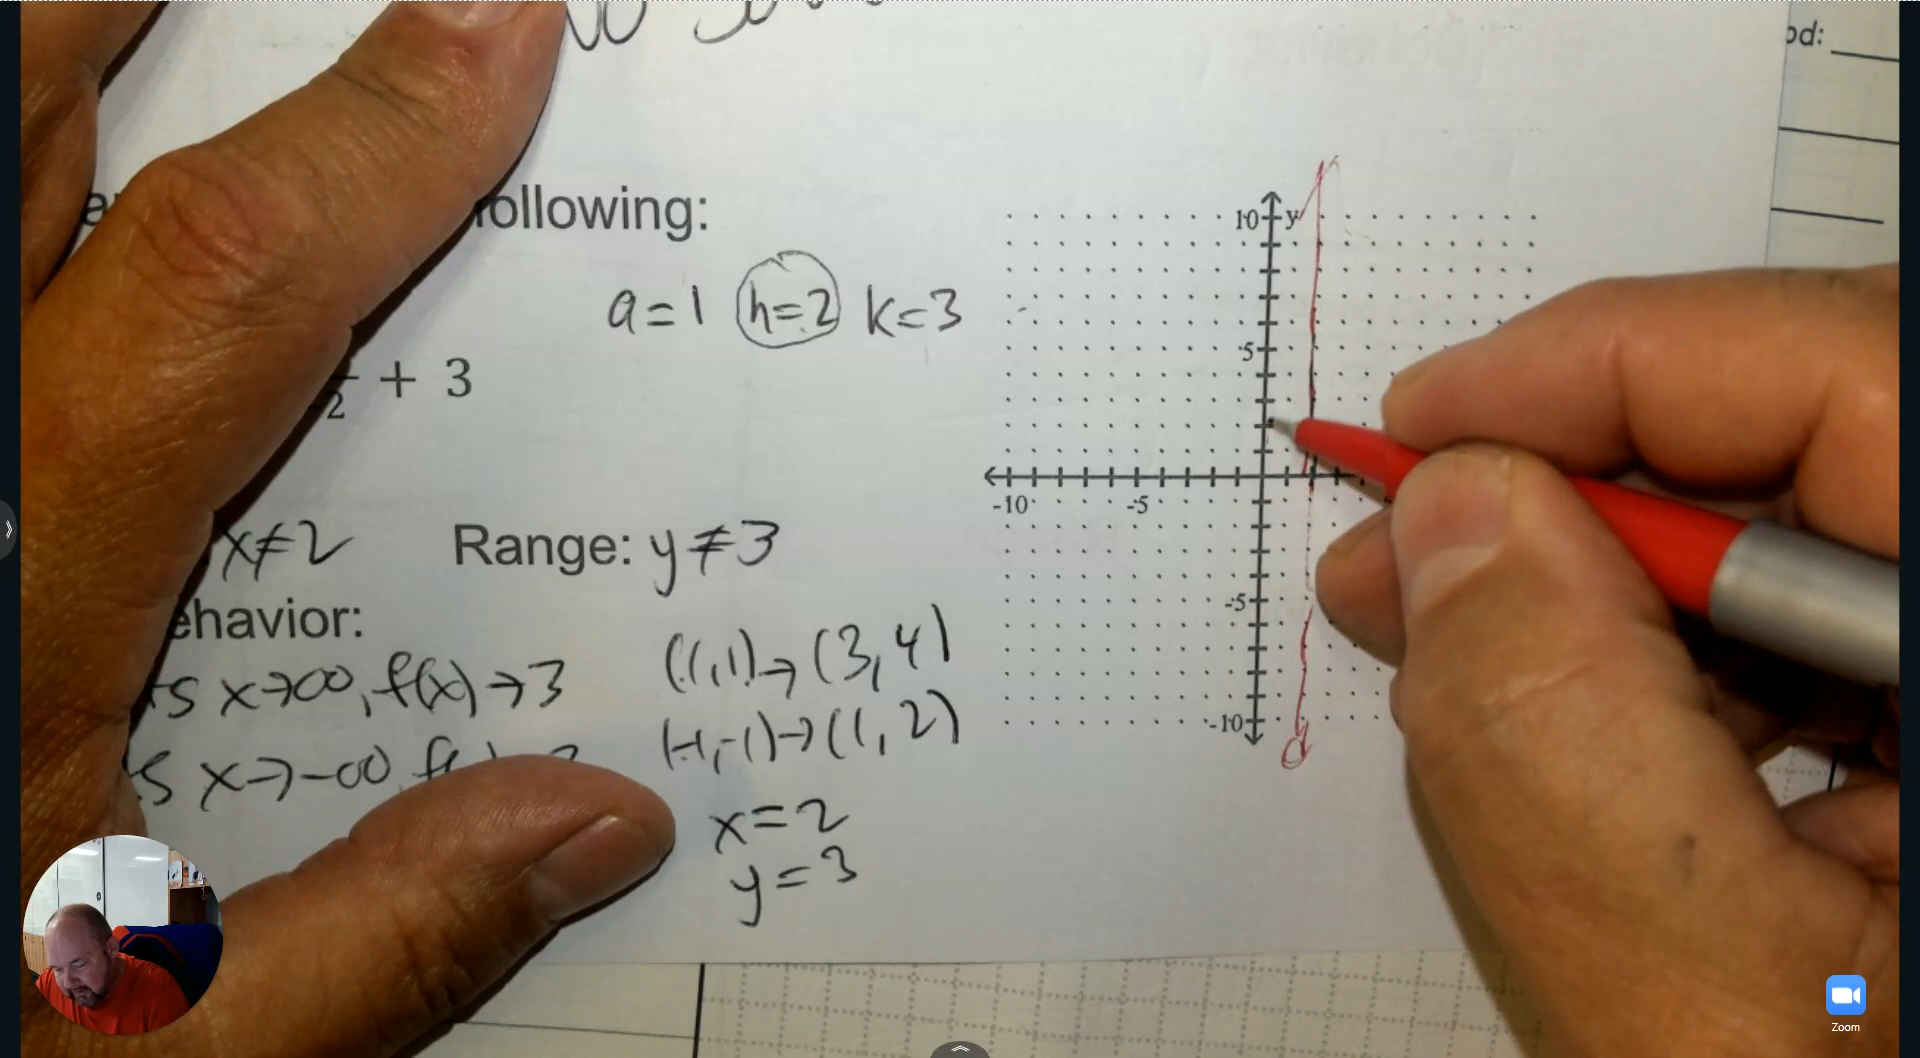 od:
ollowing:
a=1 h=2 k=3
-2 + 3
x≠2 Range: y≠3
ehavior:
x→∞, f(x)→3
x→-∞,
(1,1)→(3,4)
(-1,-1)→(1,2)
x=2
y=3
10 y
5
-10 -5
-5
-10
Zoom